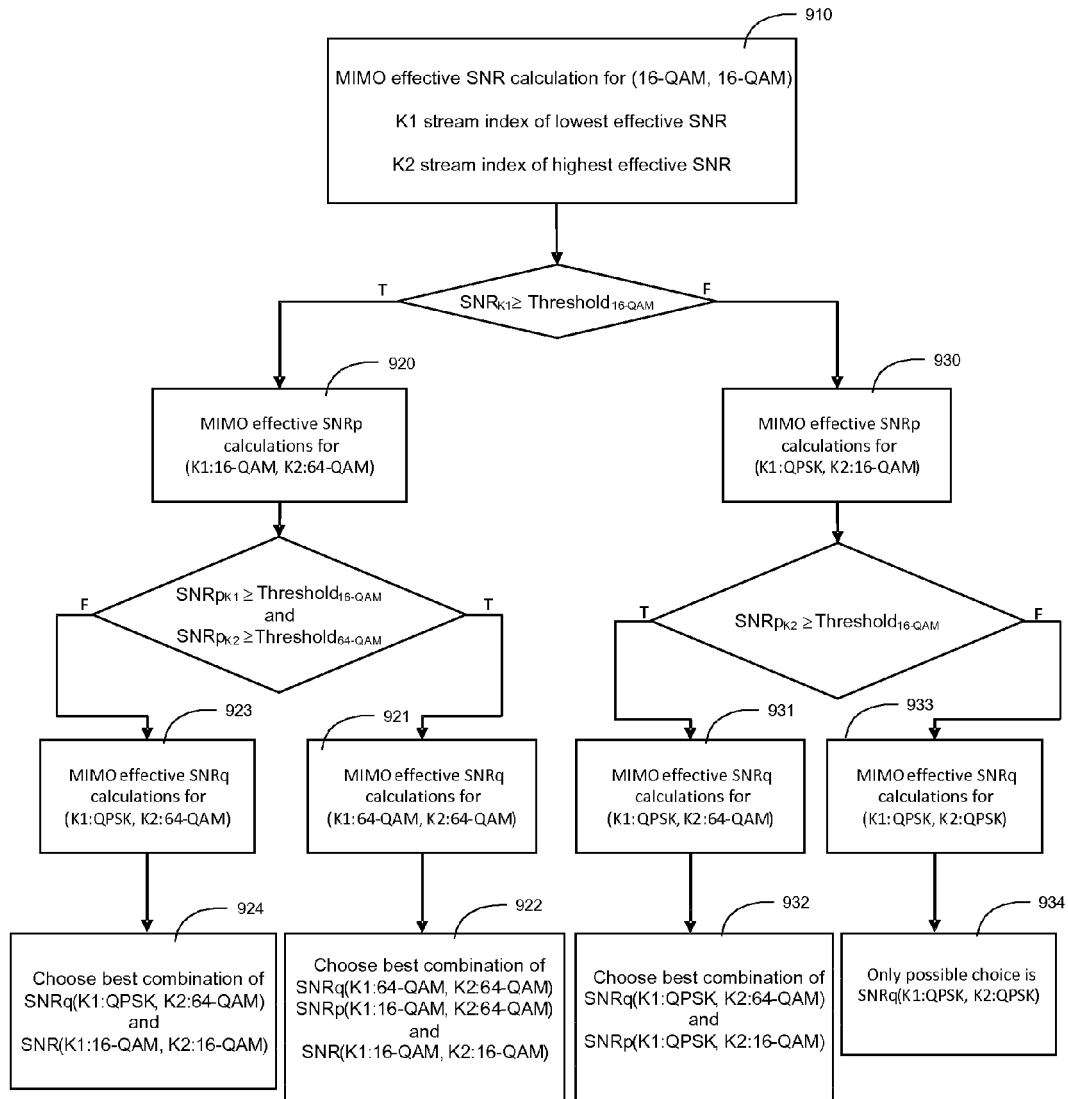 910
MIMO effective SNR calculation for (16-QAM, 16-QAM)
K1 stream index of lowest effective SNR
K2 stream index of highest effective SNR
T
SNRK1≥ Threshold16-QAM
F
920
MIMO effective SNRp
calculations for
(K1:16-QAM, K2:64-QAM)
930
MIMO effective SNRp
calculations for
(K1:QPSK, K2:16-QAM)
F
SNRpK1 ≥ Threshold16-QAM
and
SNRpK2 ≥Threshold64-QAM
T
T
SNRpK2 ≥Threshold16-QAM
F
923
MIMO effective SNRq
calculations for
(K1:QPSK, K2:64-QAM)
921
MIMO effective SNRq
calculations for
(K1:64-QAM, K2:64-QAM)
931
MIMO effective SNRq
calculations for
(K1:QPSK, K2:64-QAM)
933
MIMO effective SNRq
calculations for
(K1:QPSK, K2:QPSK)
924
Choose best combination of
SNRq(K1:QPSK, K2:64-QAM)
and
SNR(K1:16-QAM, K2:16-QAM)
922
Choose best combination of
SNRq(K1:64-QAM, K2:64-QAM)
SNRp(K1:16-QAM, K2:64-QAM)
and
SNR(K1:16-QAM, K2:16-QAM)
932
Choose best combination of
SNRq(K1:QPSK, K2:64-QAM)
and
SNRp(K1:QPSK, K2:16-QAM)
934
Only possible choice is
SNRq(K1:QPSK, K2:QPSK)